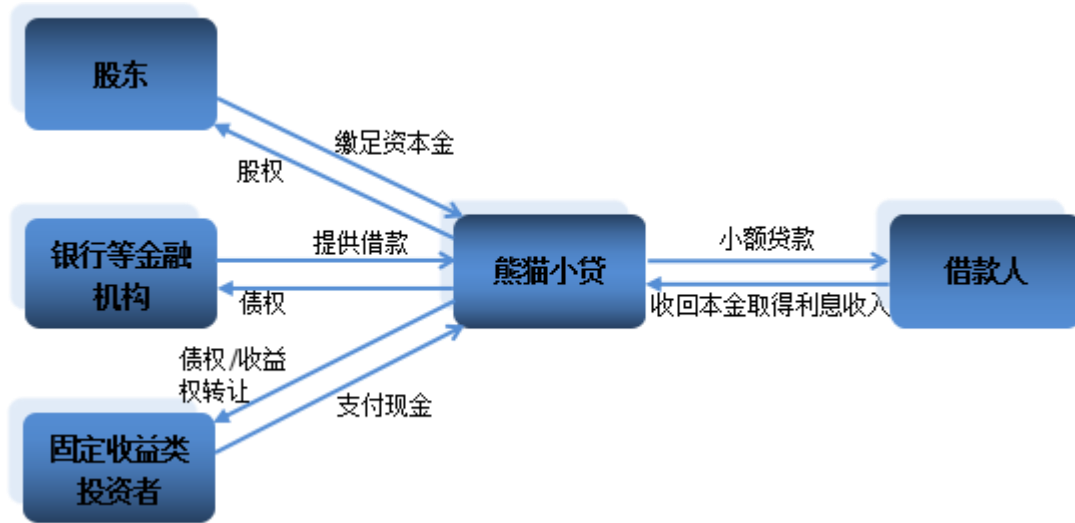 股东
缴足资本金
股权
银行等金融
机构
提供借款
债权
熊猫小贷
小额贷款
收回本金取得利息收入
借款人
债权/收益
权转让
支付现金
固定收益类
投资者